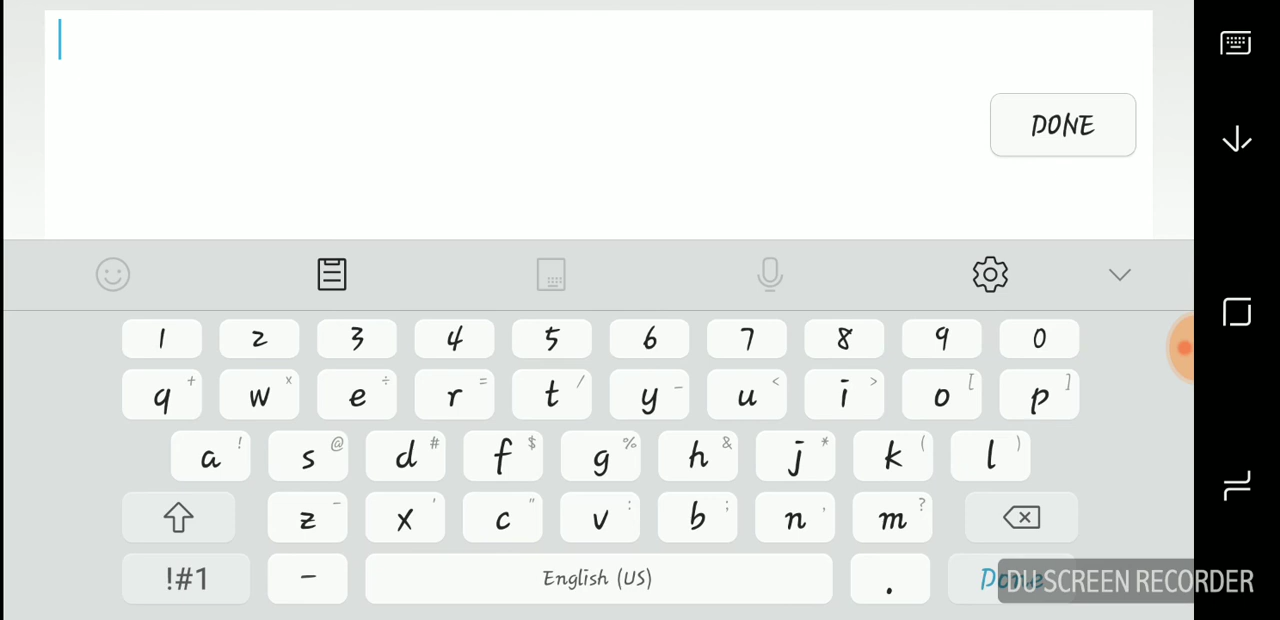 DONE
1 2 3 4 5 6 7 8 9 0
q + w x e ÷ r = t / y _ u < i > o [ p ]
a ! s @ d # f $ g % h & j * k ( l )
z - x ' c " v : b ; n , m ?
!#1 - English (US) . Done
DU SCREEN RECORDER